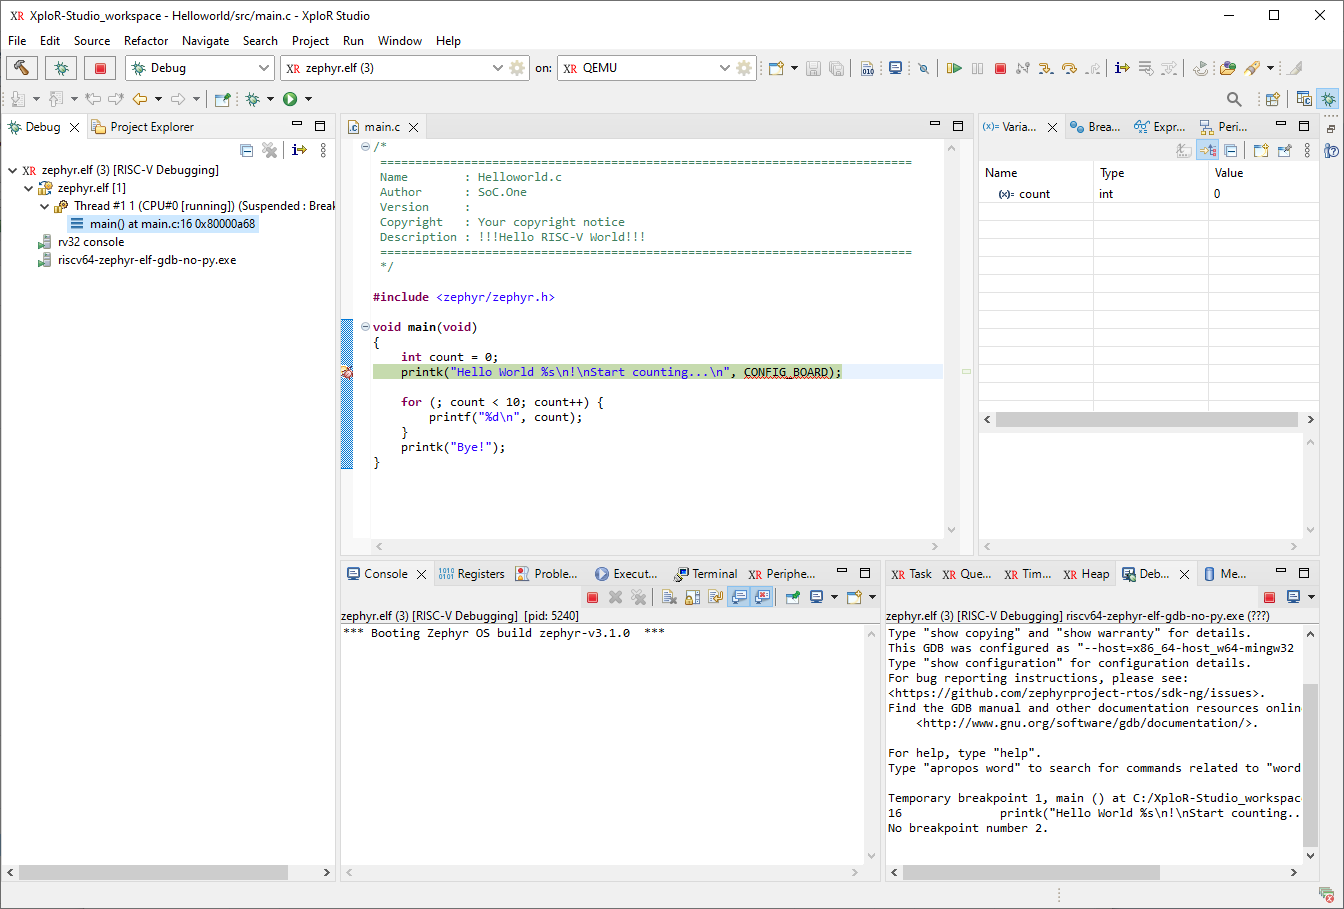 XR XploR-Studio_workspace - Helloworld/src/main.c - XploR Studio
File Edit Source Refactor Navigate Search Project Run Window Help
Debug
XR zephyr.elf (3)
on:
XR QEMU
010
Debug
Project Explorer
XR zephyr.elf (3) [RISC-V Debugging]
zephyr.elf [1]
Thread #1 1 (CPU#0 [running]) (Suspended : Break
main() at main.c:16 0x80000a68
rv32 console
riscv64-zephyr-elf-gdb-no-py.exe
main.c
/*
============================================================================
Name        : Helloworld.c
Author      : SoC.One
Version     :
Copyright   : Your copyright notice
Description : !!!Hello RISC-V World!!!
============================================================================
*/
#include <zephyr/zephyr.h>
void main(void)
{
int count = 0;
printk("Hello World %s\n!\nStart counting...\n", CONFIG_BOARD);
for (; count < 10; count++) {
printf("%d\n", count);
}
printk("Bye!");
}
(x)= Varia...
Brea...
Expr...
Peri...
Name Type Value
(x)= count int 0
Console
1010 0101 Registers
Proble...
Execut...
Terminal
XR Periphe...
zephyr.elf (3) [RISC-V Debugging] [pid: 5240]
*** Booting Zephyr OS build zephyr-v3.1.0  ***
XR Task
XR Que...
XR Tim...
XR Heap
Deb...
Me...
zephyr.elf (3) [RISC-V Debugging] riscv64-zephyr-elf-gdb-no-py.exe (???)
Type "show copying" and "show warranty" for details.
This GDB was configured as "--host=x86_64-host_w64-mingw32
Type "show configuration" for configuration details.
For bug reporting instructions, please see:
<https://github.com/zephyrproject-rtos/sdk-ng/issues>.
Find the GDB manual and other documentation resources onlin
<http://www.gnu.org/software/gdb/documentation/>.
For help, type "help".
Type "apropos word" to search for commands related to "word
Temporary breakpoint 1, main () at C:/XploR-Studio_workspac
16 printk("Hello World %s\n!\nStart counting..
No breakpoint number 2.